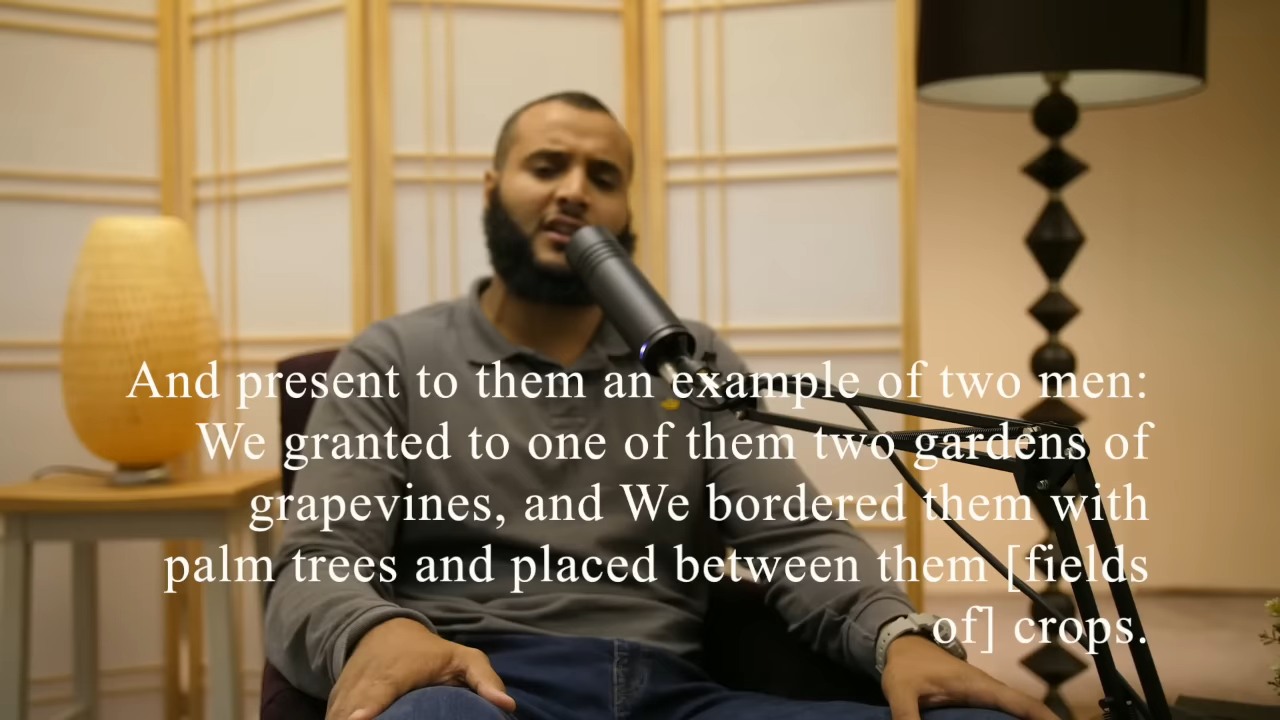 And present to them an example of two men:
We granted to one of them two gardens of
grapevines, and We bordered them with
palm trees and placed between them [fields
of] crops.